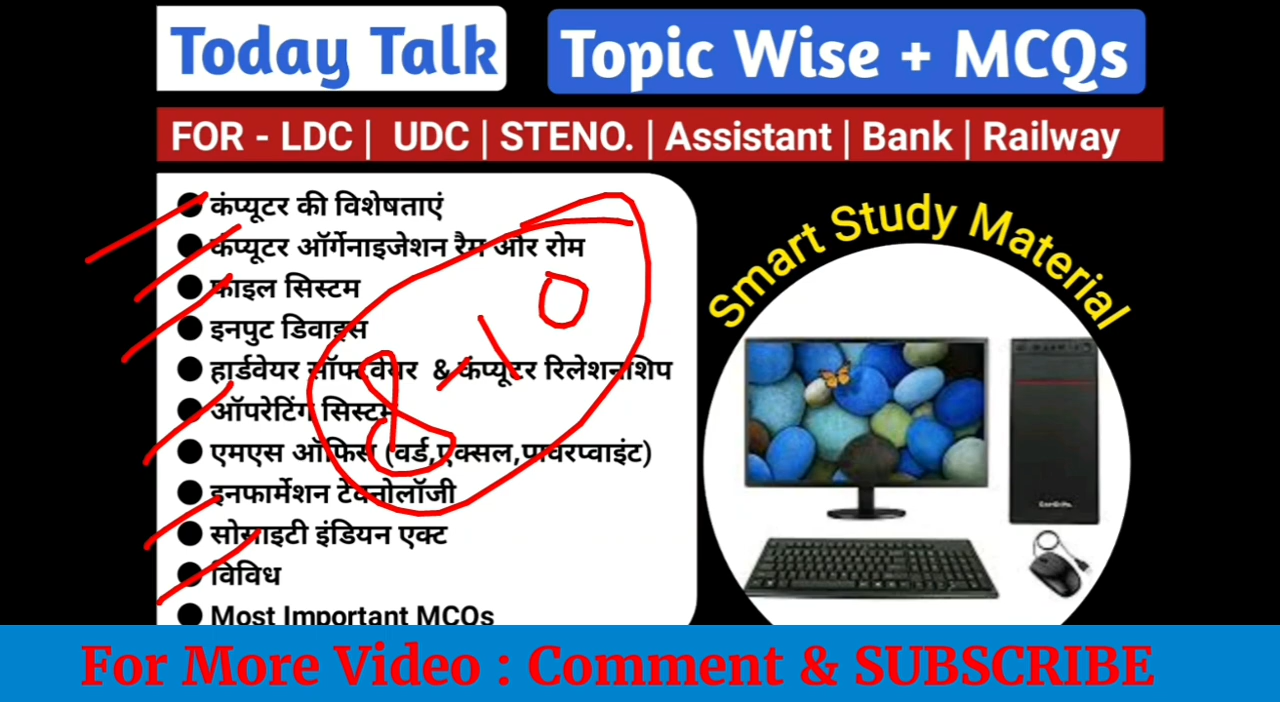 Today Talk
Topic Wise + MCQs
FOR - LDC | UDC | STENO. | Assistant | Bank | Railway
कंप्यूटर की विशेषताएं
कंप्यूटर ऑर्गेनाइजेशन रैम और रोम
फाइल सिस्टम
इनपुट डिवाइस
हार्डवेयर सॉफ्टवेयर & कंप्यूटर रिलेशनशिप
ऑपरेटिंग सिस्टम
एमएस ऑफिस (वर्ड,एक्सल,पावरप्वाइंट)
इनफार्मेशन टेक्नोलॉजी
सोसाइटी इंडियन एक्ट
विविध
Most Important MCQs
8-10
Smart Study Material
For More Video : Comment & SUBSCRIBE